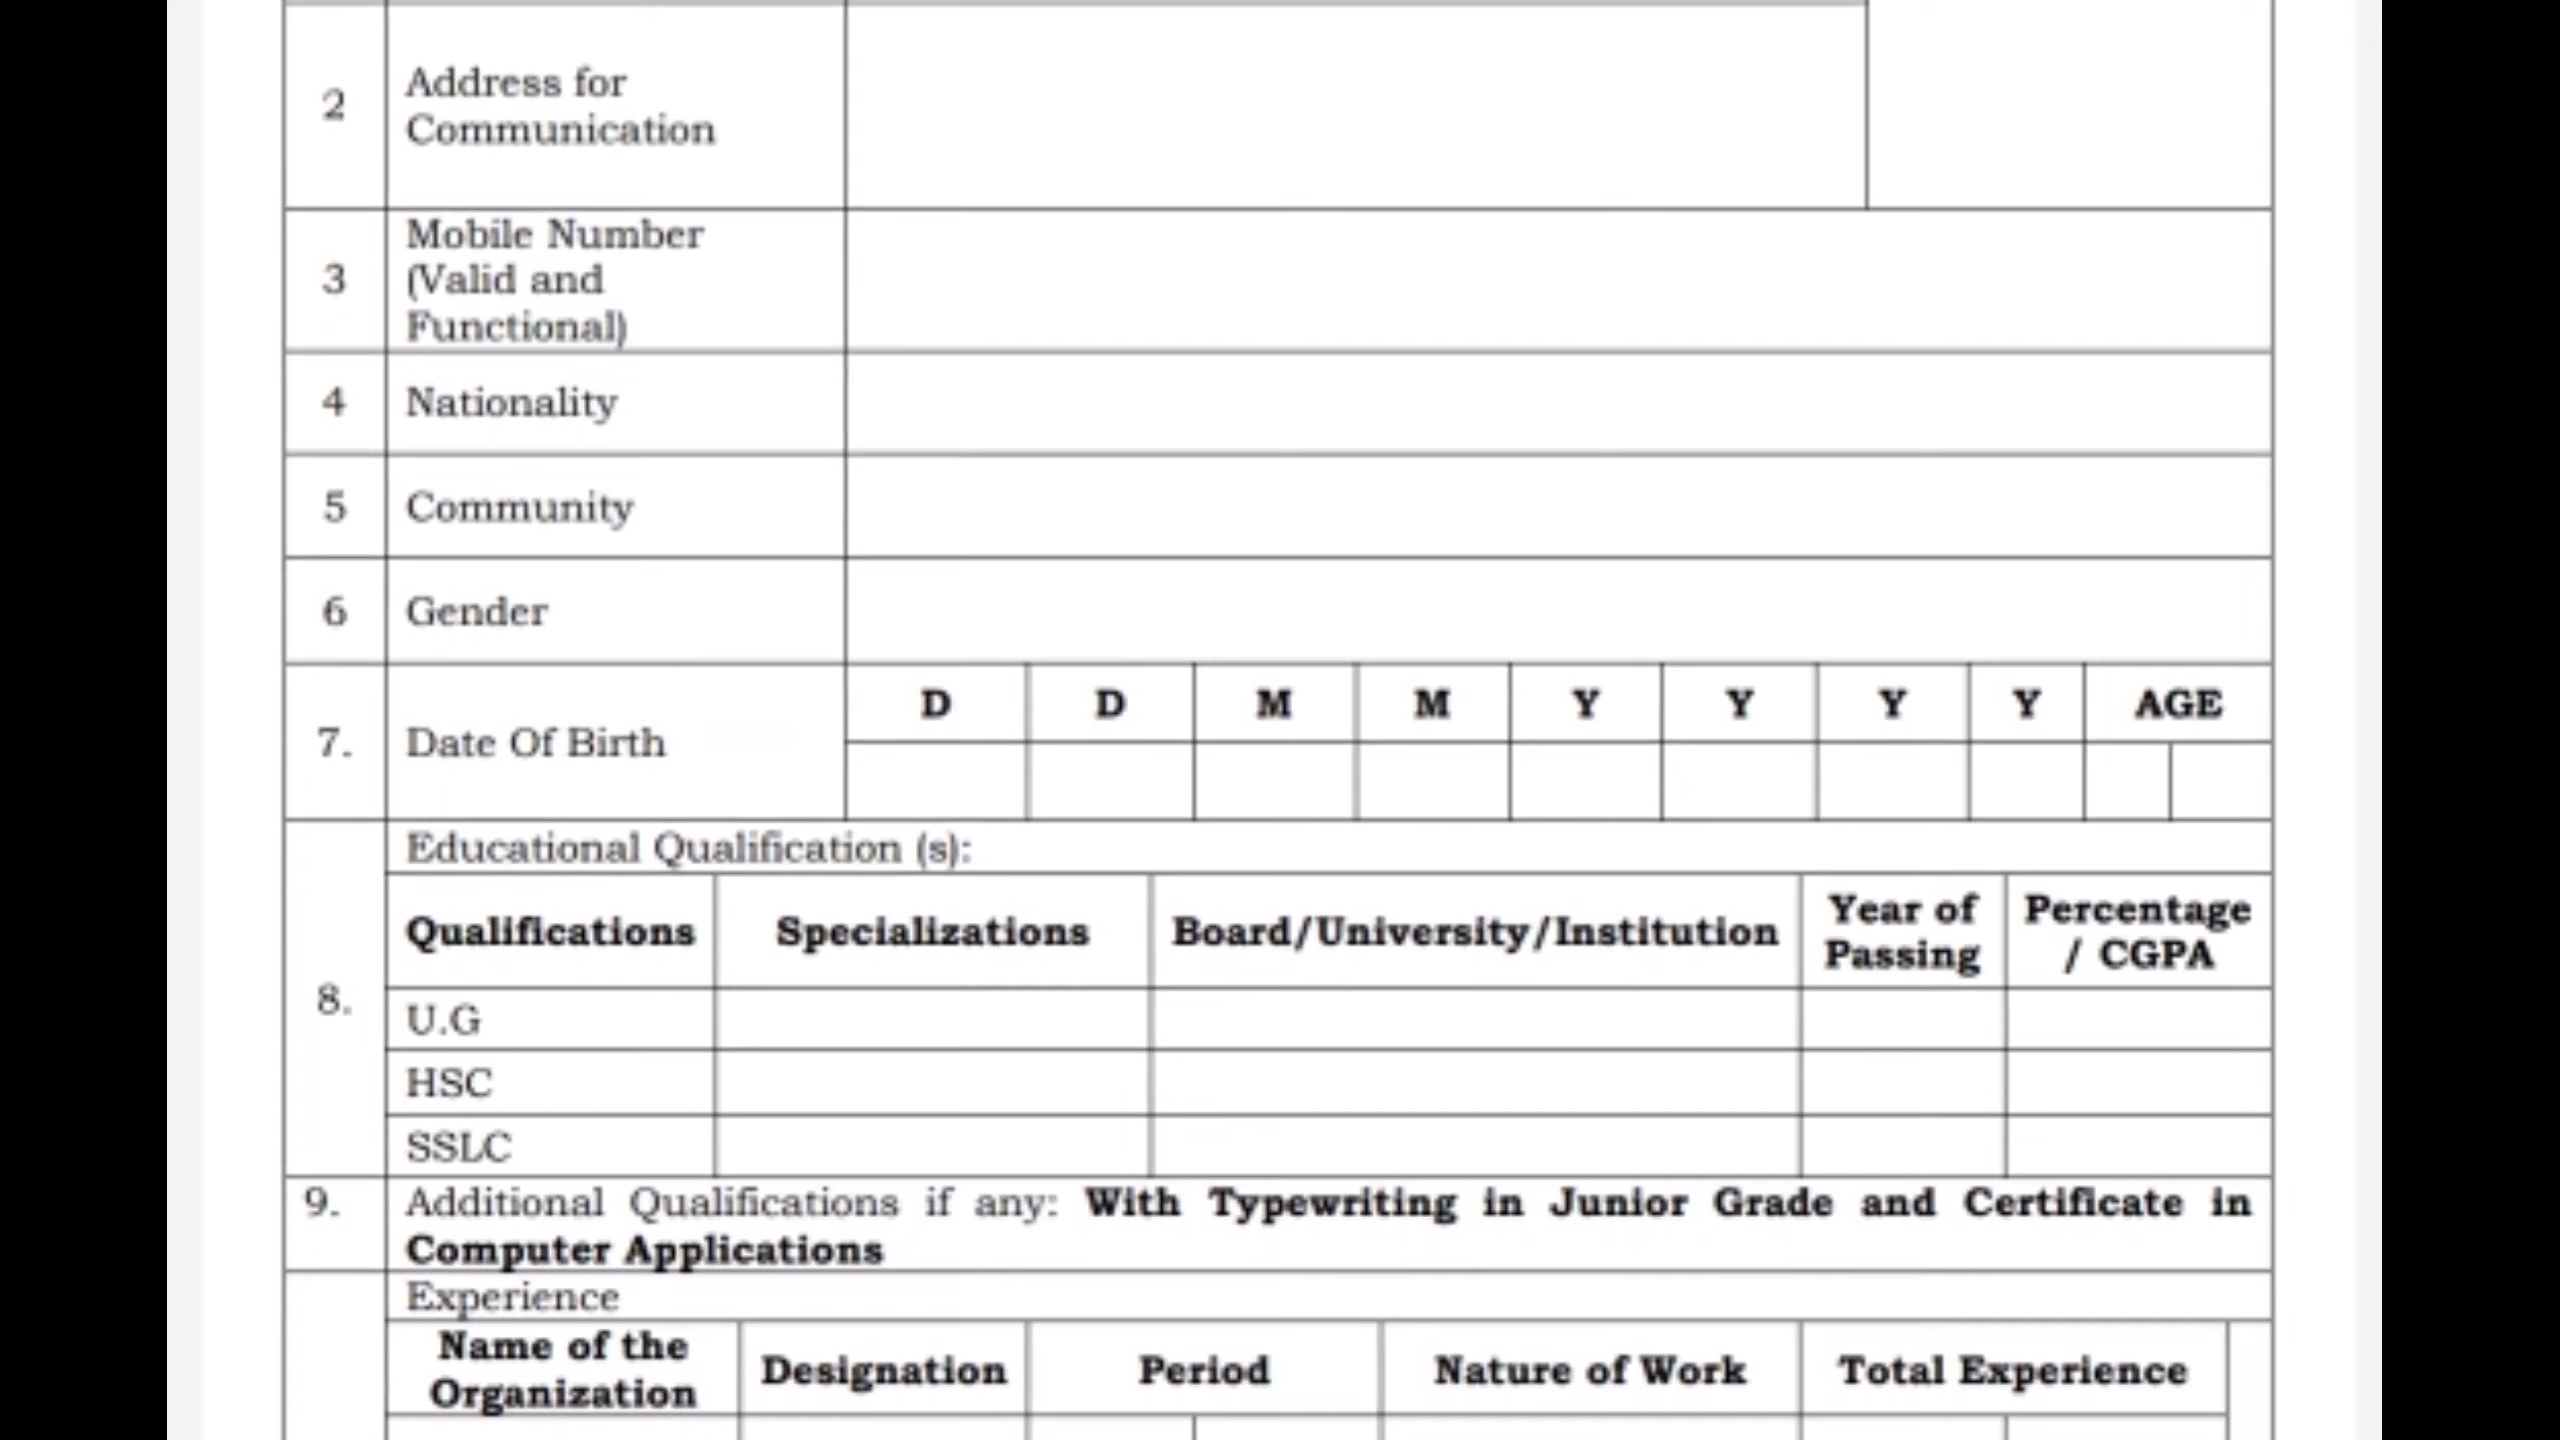 2
Address for
Communication
3
Mobile Number
(Valid and
Functional)
4
Nationality
5
Community
6
Gender
7.
Date Of Birth
D D M M Y Y Y Y AGE
8.
Educational Qualification (s):
Qualifications
Specializations
Board/University/Institution
Year of
Passing
Percentage
/ CGPA
U.G
HSC
SSLC
9.
Additional Qualifications if any: With Typewriting in Junior Grade and Certificate in
Computer Applications
Experience
Name of the
Organization
Designation
Period
Nature of Work
Total Experience